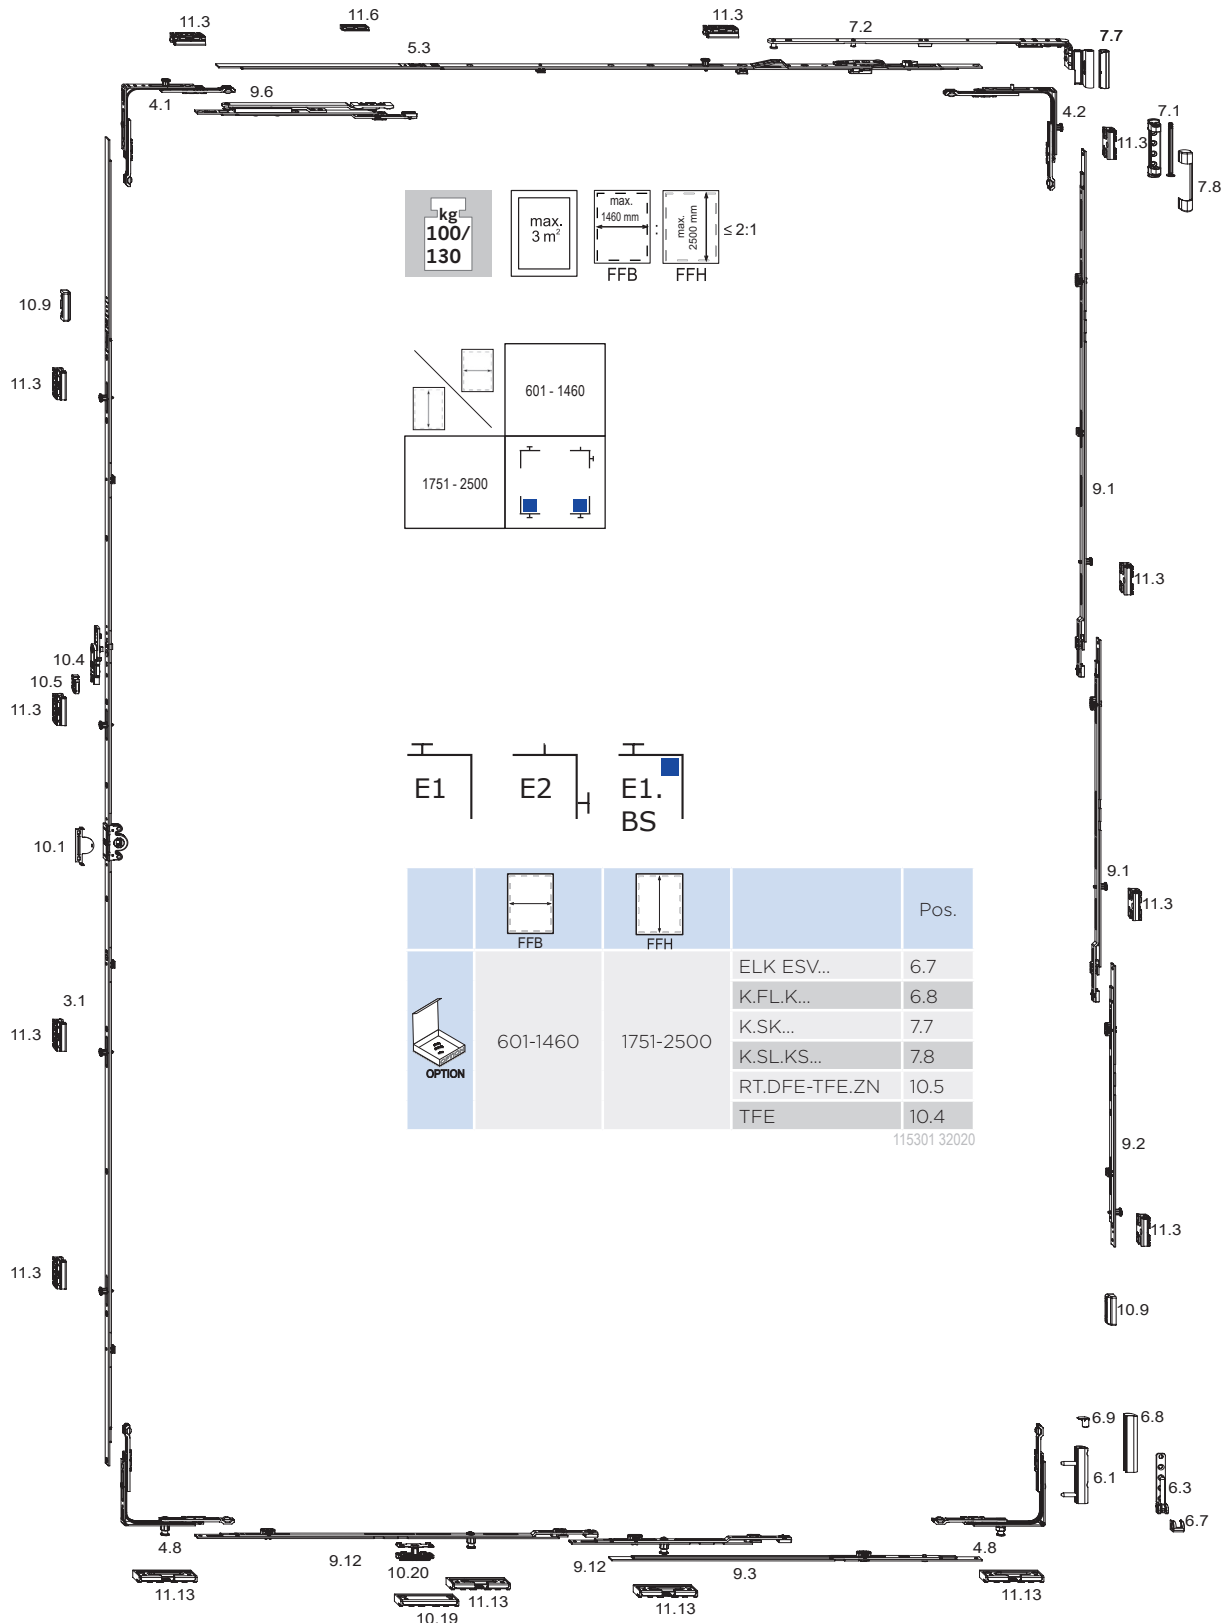 11.3
11.6
11.3
7.2
7.7
5.3
4.1
9.6
4.2
11.3
7.1
7.8
kg
100/
130
max.
3 m²
max.
1460 mm
:
max.
2500 mm
≤ 2:1
FFB
FFH
10.9
11.3
601 - 1460
1751 - 2500
9.1
11.3
10.4
10.5
11.3
E1
E2
E1.
BS
10.1
9.1
11.3
FFB
FFH
Pos.
3.1
11.3
OPTION
601-1460
1751-2500
ELK ESV... 6.7
K.FL.K... 6.8
K.SK... 7.7
K.SL.KS... 7.8
RT.DFE-TFE.ZN 10.5
TFE 10.4
115301 32020
9.2
11.3
11.3
10.9
6.9
6.8
6.1
6.3
6.7
4.8
9.12
10.20
9.12
9.3
4.8
11.13
11.13
11.13
11.13
10.19